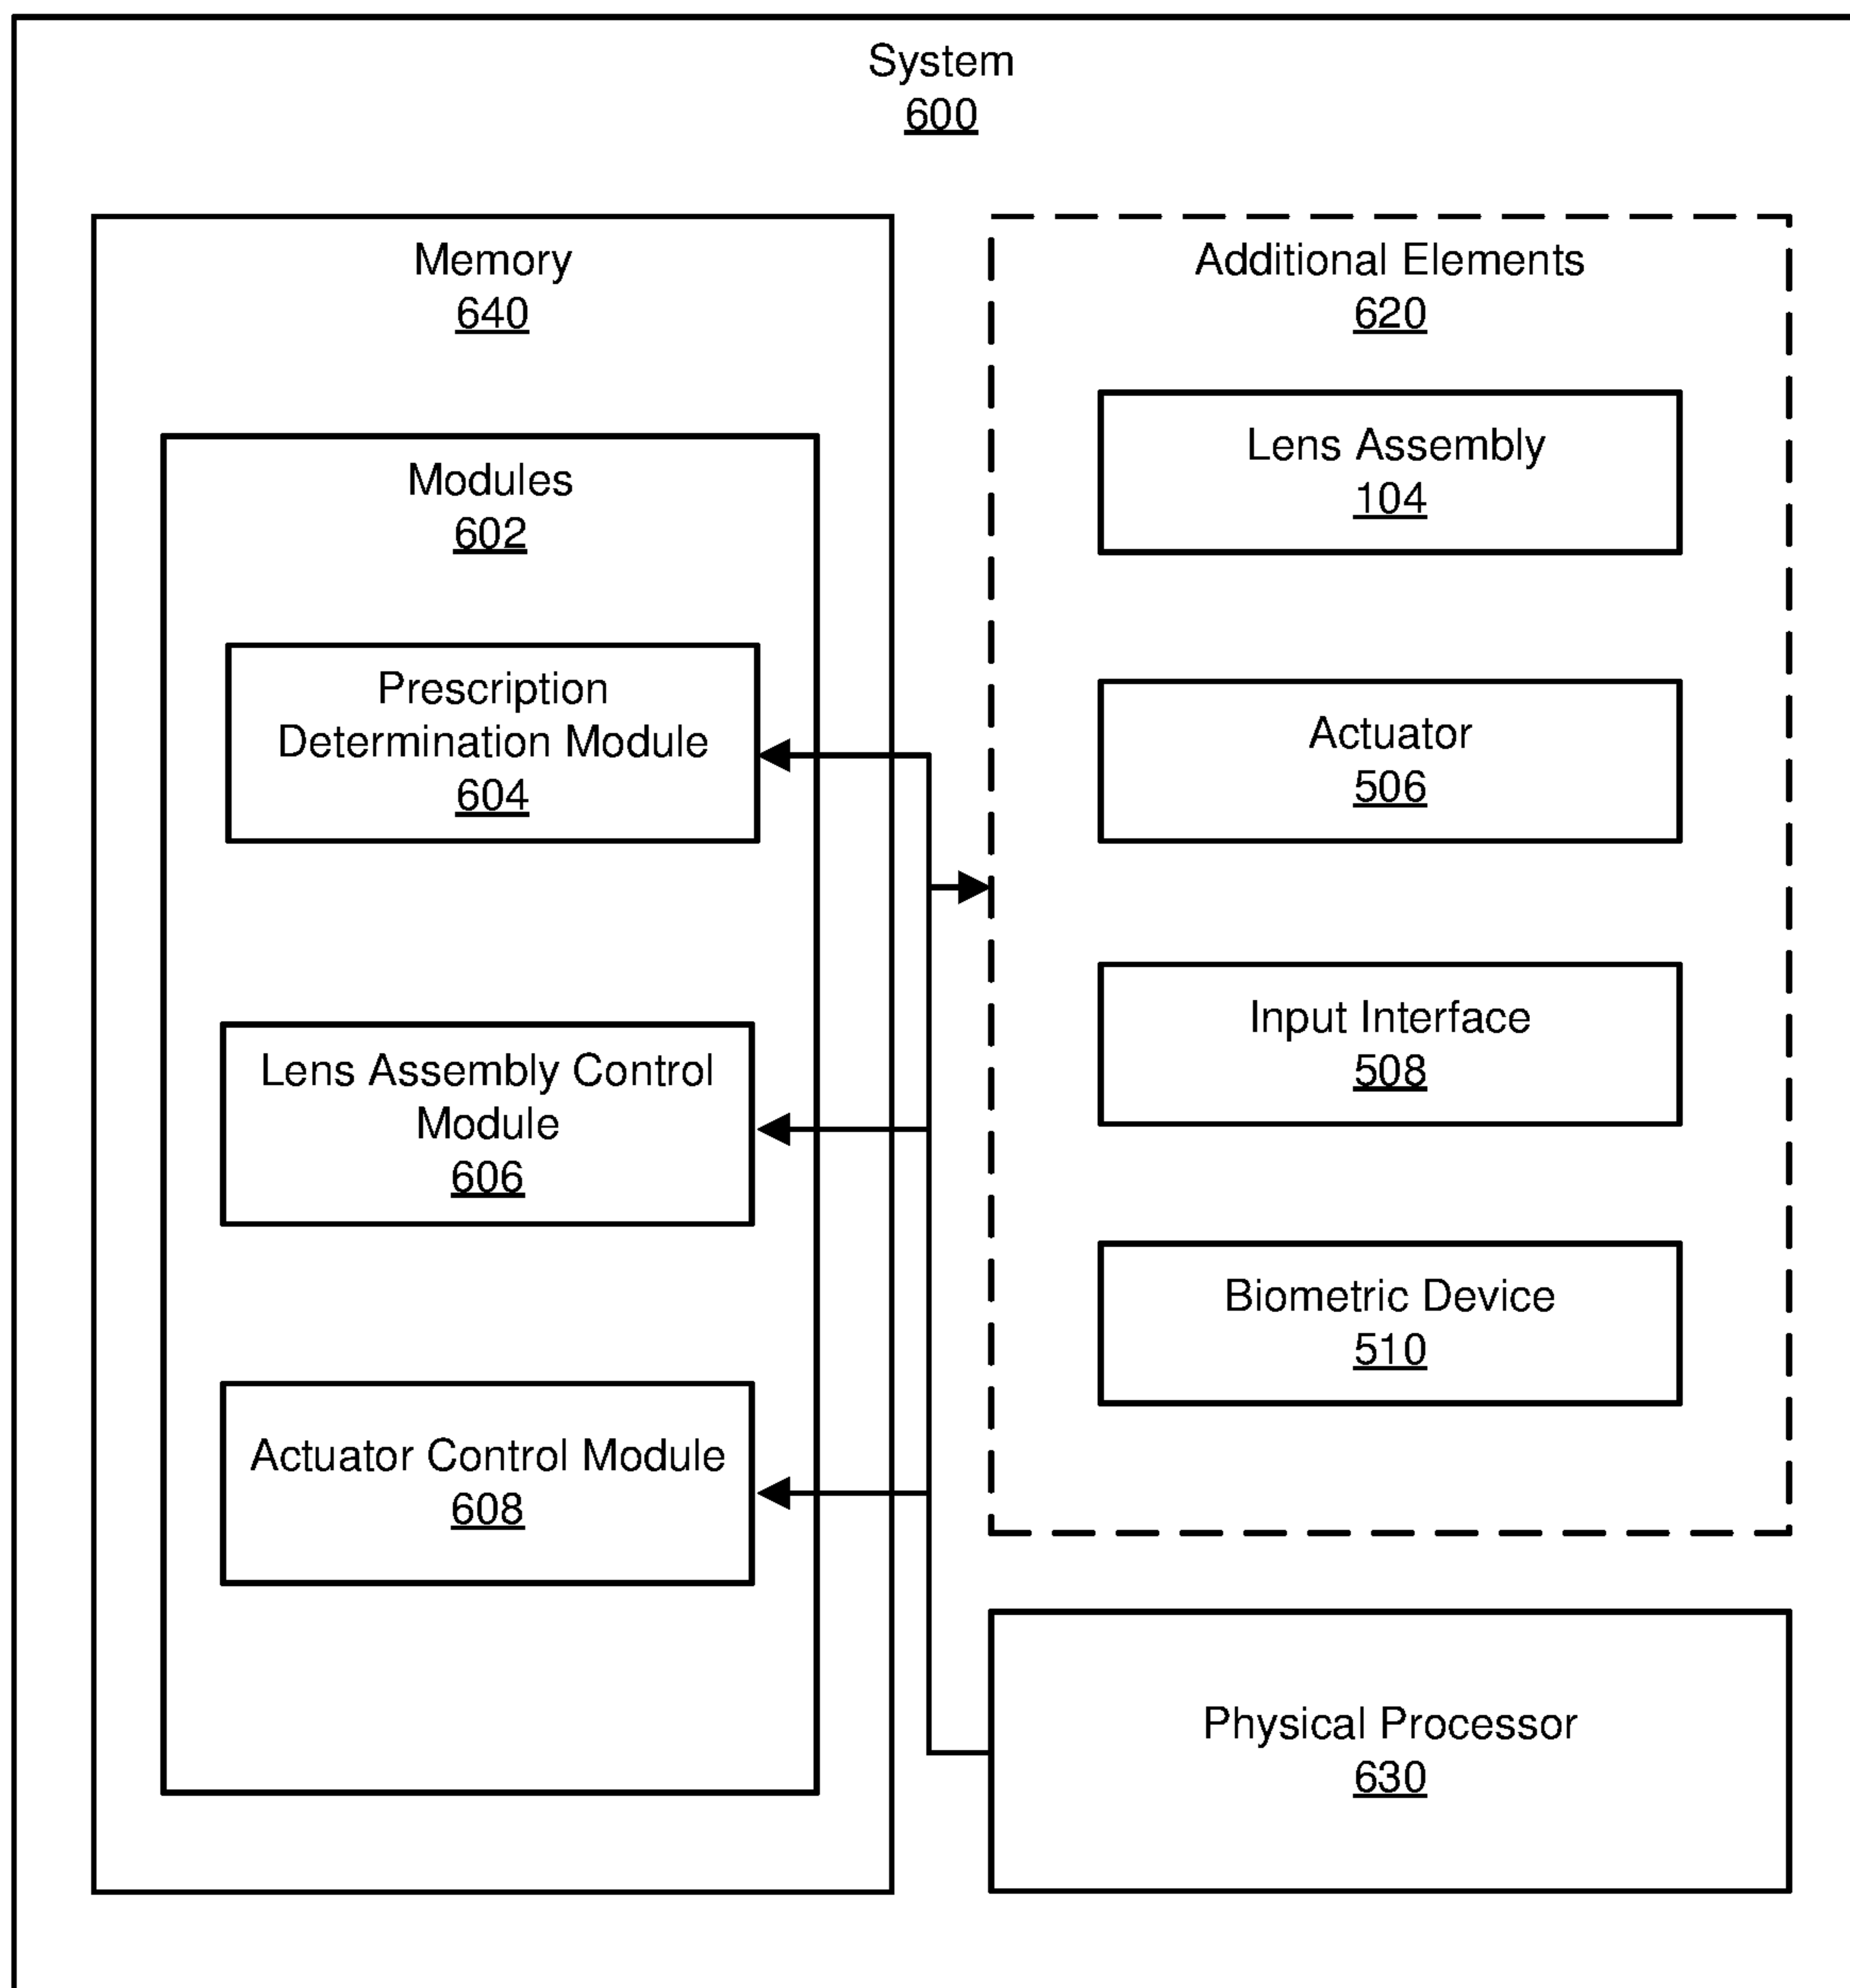 System
600
Memory
640
Modules
602
Prescription
Determination Module
604
Lens Assembly Control
Module
606
Actuator Control Module
608
Additional Elements
620
Lens Assembly
104
Actuator
506
Input Interface
508
Biometric Device
510
Physical Processor
630